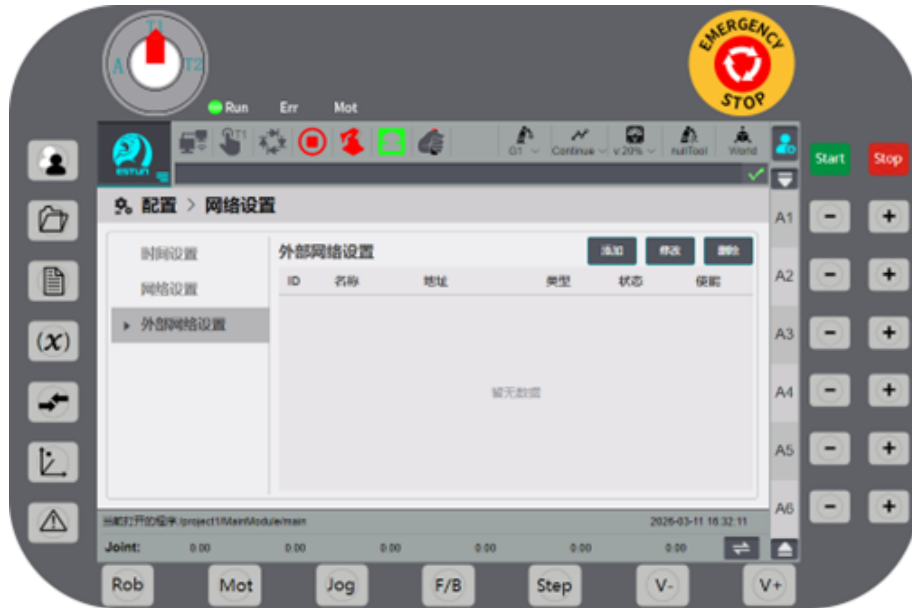 T1
A
T2
EMERGENCY
STOP
Run Err Mot
ESTUN
T1
G1 Continue v:20% nullTool World
Start Stop
配置 > 网络设置
时间设置
网络设置
外部网络设置
外部网络设置
添加 修改 删除
ID 名称 地址 类型 状态 使能
暂无数据
A1 - +
A2 - +
A3 - +
A4 - +
A5 - +
A6 - +
(x)
当前打开的程序:/project1/MainModule/main 2026-03-11 16:32:11
Joint: 0.00 0.00 0.00 0.00 0.00 0.00
Rob Mot Jog F/B Step V- V+